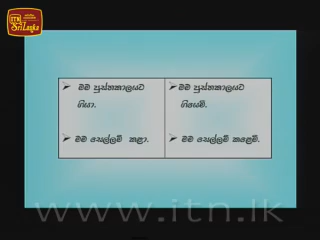 ITN
Sri Lanka
මම පුස්තකාලයට
ගියා.
මම පුස්තකාලයට
ගියෙමි.
මම සෙල්ලම් කළා.
මම සෙල්ලම් කළෙමි.
www.itn.lk